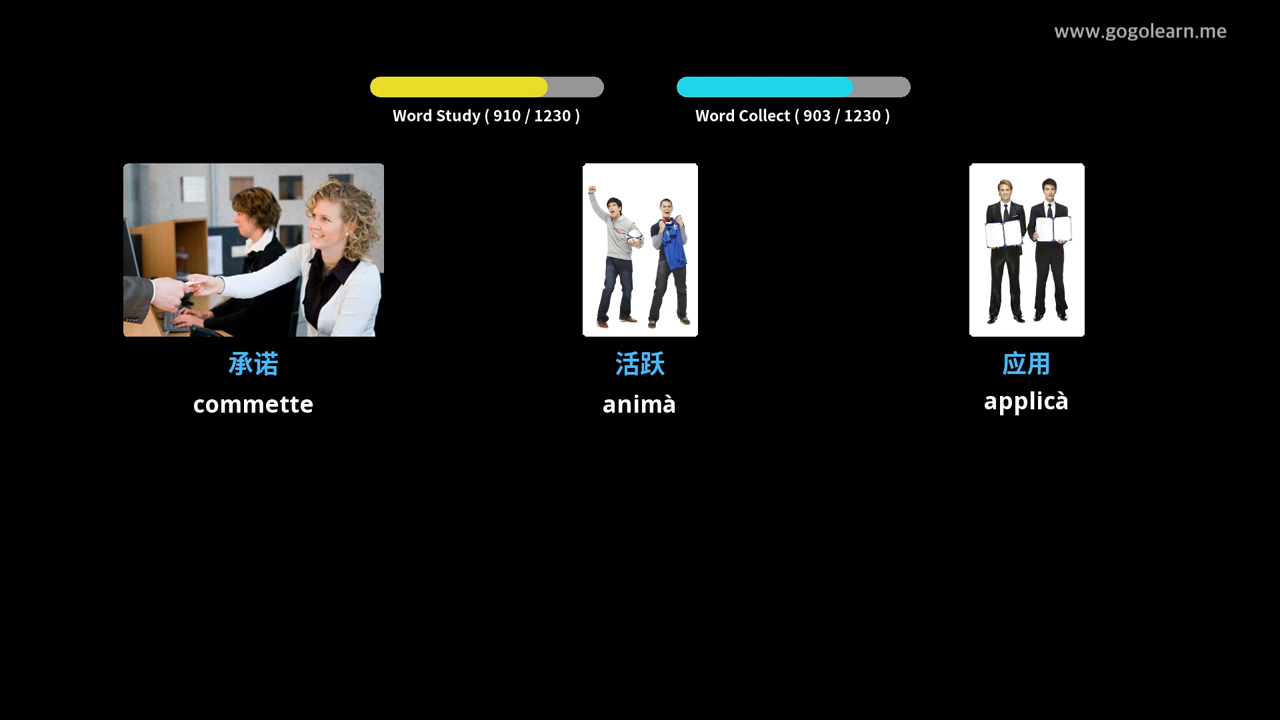 www.gogolearn.me
Word Study ( 910 / 1230 )
Word Collect ( 903 / 1230 )
承诺
commette
活跃
animà
应用
applicà